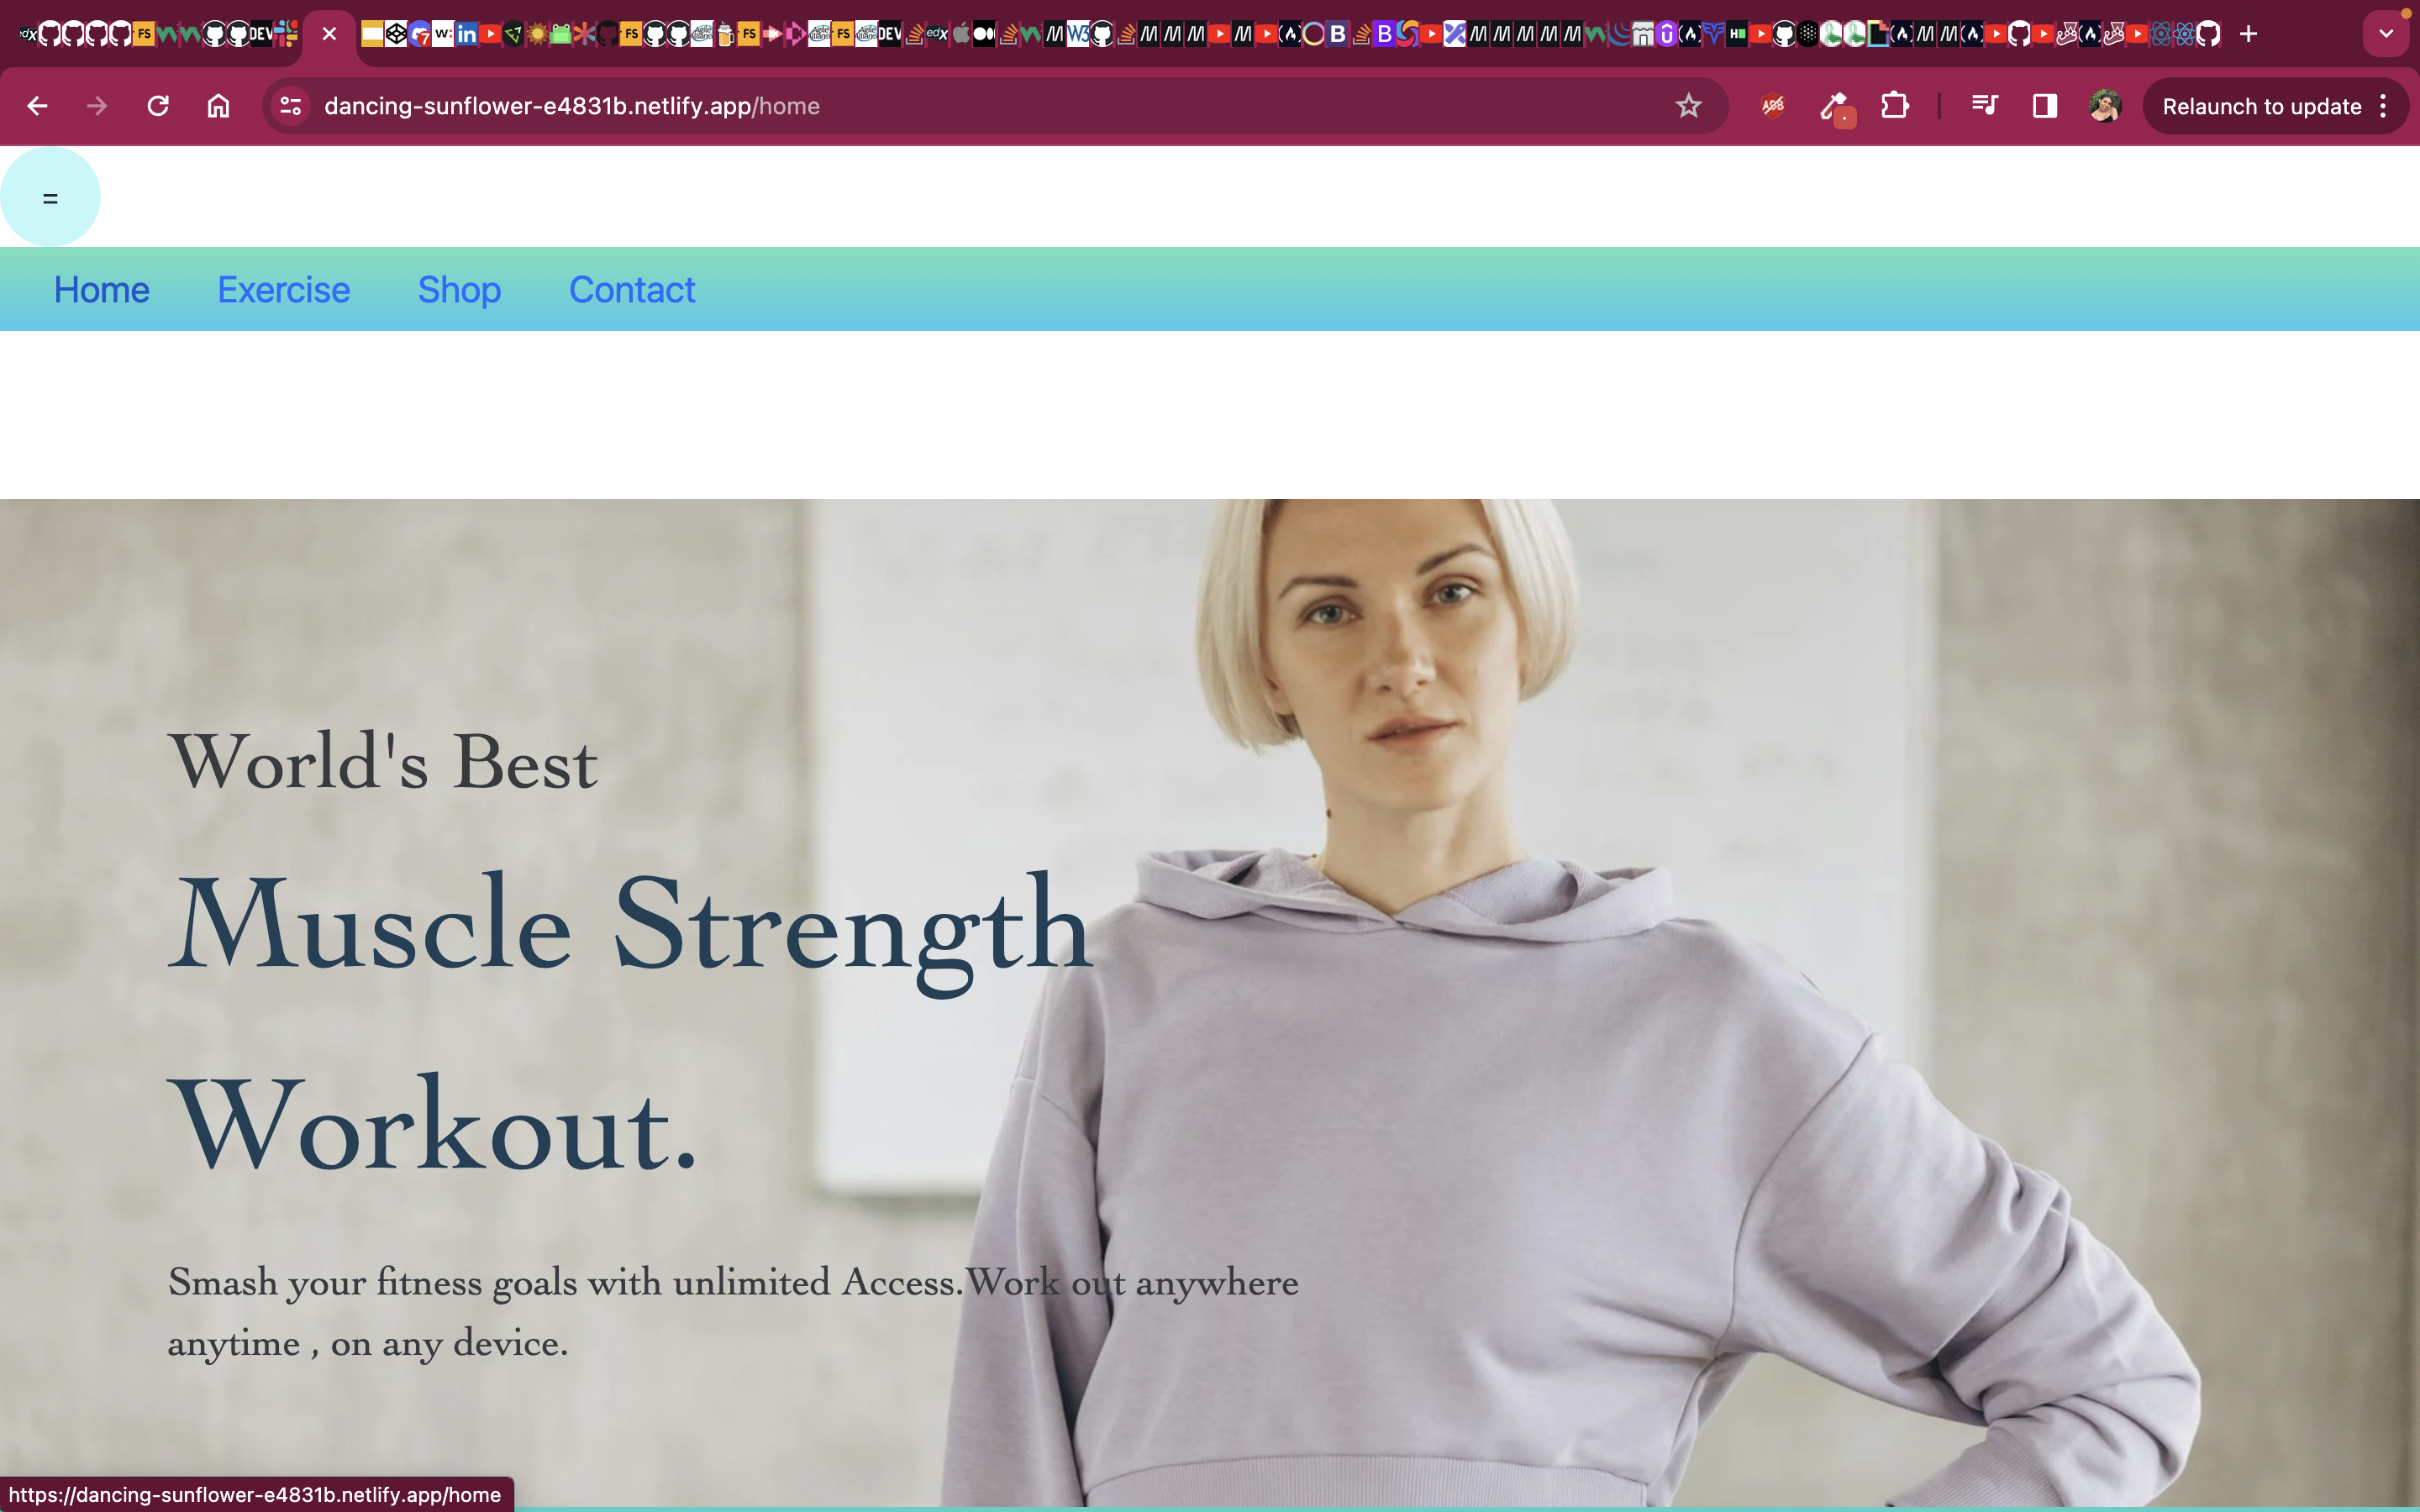 dancing-sunflower-e4831b.netlify.app/home
Relaunch to update
=
Home Exercise Shop Contact
World's Best
Muscle Strength
Workout.
Smash your fitness goals with unlimited Access.Work out anywhere
anytime , on any device.
https://dancing-sunflower-e4831b.netlify.app/home